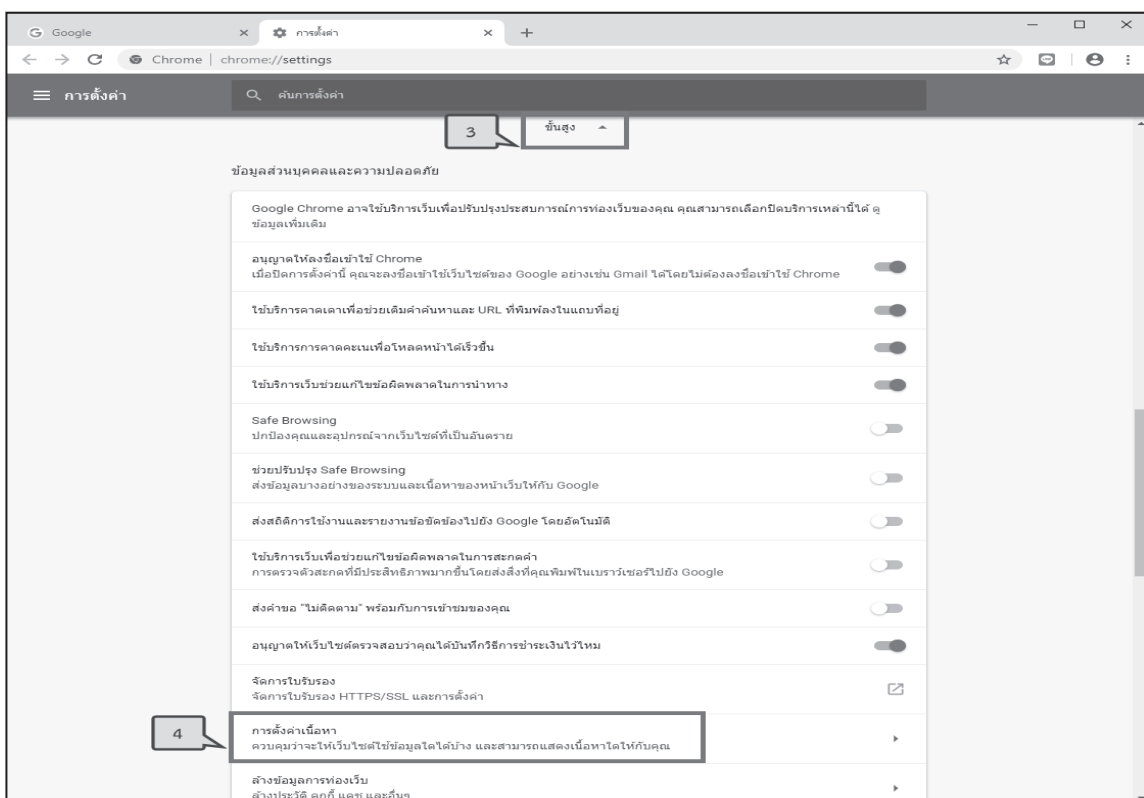 Google
การตั้งค่า
Chrome | chrome://settings
การตั้งค่า
ค้นการตั้งค่า
3
ขั้นสูง
ข้อมูลส่วนบุคคลและความปลอดภัย
Google Chrome อาจใช้บริการเว็บเพื่อปรับปรุงประสบการณ์การท่องเว็บของคุณ คุณสามารถเลือกปิดบริการเหล่านี้ได้ ดู
ข้อมูลเพิ่มเติม
อนุญาตให้ลงชื่อเข้าใช้ Chrome
เมื่อปิดการตั้งค่านี้ คุณจะลงชื่อเข้าใช้เว็บไซต์ของ Google อย่างเช่น Gmail ได้โดยไม่ต้องลงชื่อเข้าใช้ Chrome
ใช้บริการคาดเดาเพื่อช่วยเติมคำค้นหาและ URL ที่พิมพ์ลงในแถบที่อยู่
ใช้บริการการคาดคะเนเพื่อโหลดหน้าได้เร็วขึ้น
ใช้บริการเว็บช่วยแก้ไขข้อผิดพลาดในการนำทาง
Safe Browsing
ปกป้องคุณและอุปกรณ์จากเว็บไซต์ที่เป็นอันตราย
ช่วยปรับปรุง Safe Browsing
ส่งข้อมูลบางอย่างของระบบและเนื้อหาของหน้าเว็บให้กับ Google
ส่งสถิติการใช้งานและรายงานข้อขัดข้องไปยัง Google โดยอัตโนมัติ
ใช้บริการเว็บเพื่อช่วยแก้ไขข้อผิดพลาดในการสะกดคำ
การตรวจตัวสะกดที่มีประสิทธิภาพมากขึ้นโดยส่งสิ่งที่คุณพิมพ์ในเบราว์เซอร์ไปยัง Google
ส่งคำขอ "ไม่ติดตาม" พร้อมกับการเข้าชมของคุณ
อนุญาตให้เว็บไซต์ตรวจสอบว่าคุณได้บันทึกวิธีการชำระเงินไว้ไหม
จัดการใบรับรอง
จัดการใบรับรอง HTTPS/SSL และการตั้งค่า
4
การตั้งค่าเนื้อหา
ควบคุมว่าจะให้เว็บไซต์ใช้ข้อมูลใดได้บ้าง และสามารถแสดงเนื้อหาใดให้กับคุณ
ล้างข้อมูลการท่องเว็บ
ล้างประวัติ คุกกี้ แคช และอื่นๆ